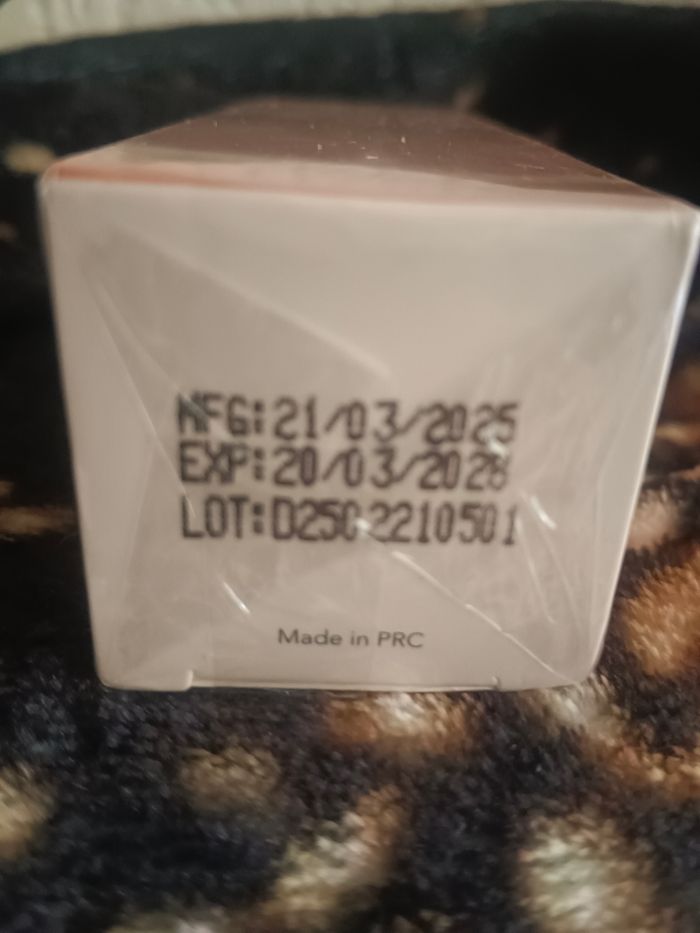 MFG:21/03/2025
EXP:20/03/2028
LOT:D2502210501
Made in PRC